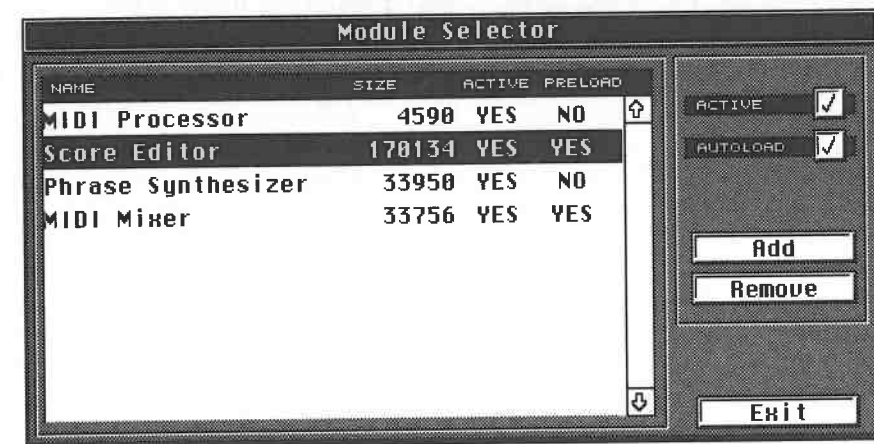 Module Selector
NAME SIZE ACTIVE PRELOAD
MIDI Processor 4590 YES NO
Score Editor 170134 YES YES
Phrase Synthesizer 33950 YES NO
MIDI Mixer 33756 YES YES
ACTIVE
AUTOLOAD
Add
Remove
Exit